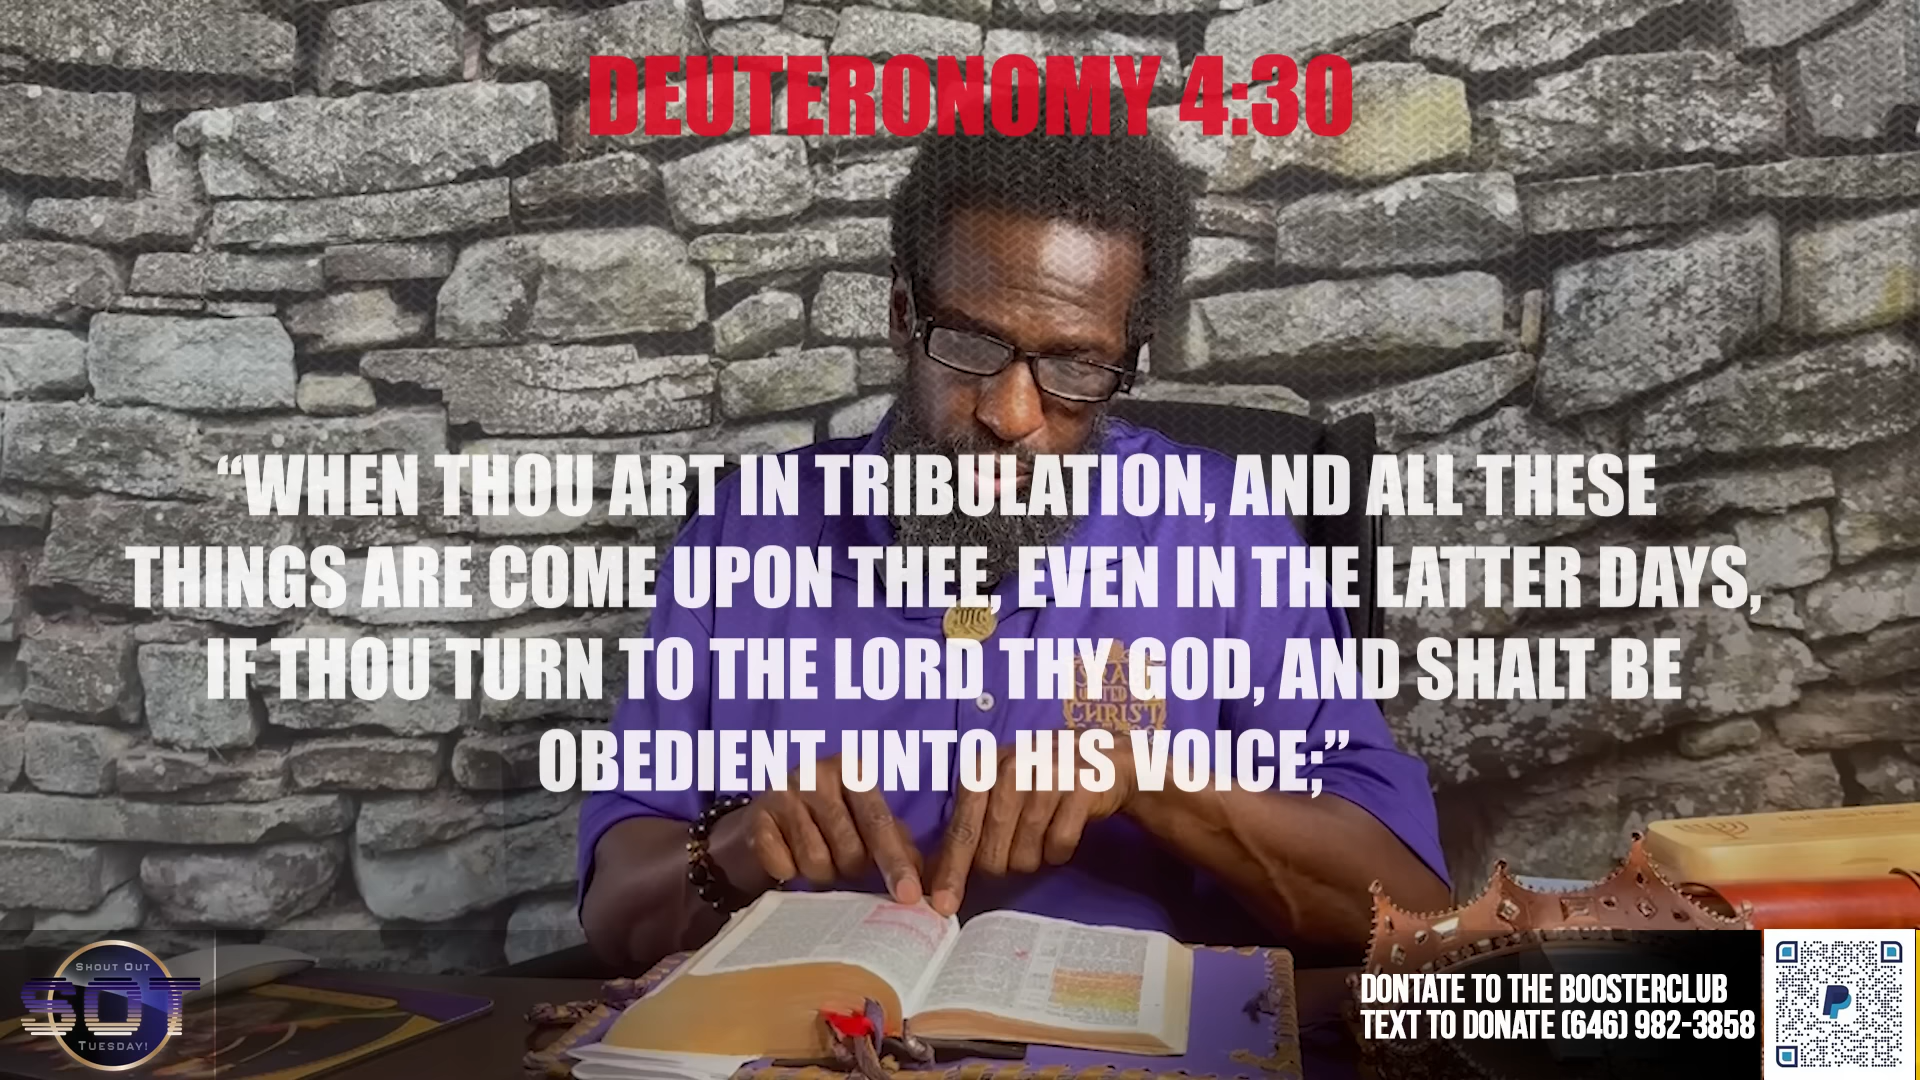 DEUTERONOMY 4:30
“WHEN THOU ART IN TRIBULATION, AND ALL THESE
THINGS ARE COME UPON THEE, EVEN IN THE LATTER DAYS,
IF THOU TURN TO THE LORD THY GOD, AND SHALT BE
OBEDIENT UNTO HIS VOICE;”
CHRIST
SHOUT OUT
SOT
TUESDAY!
DONTATE TO THE BOOSTERCLUB
TEXT TO DONATE (646) 982-3858